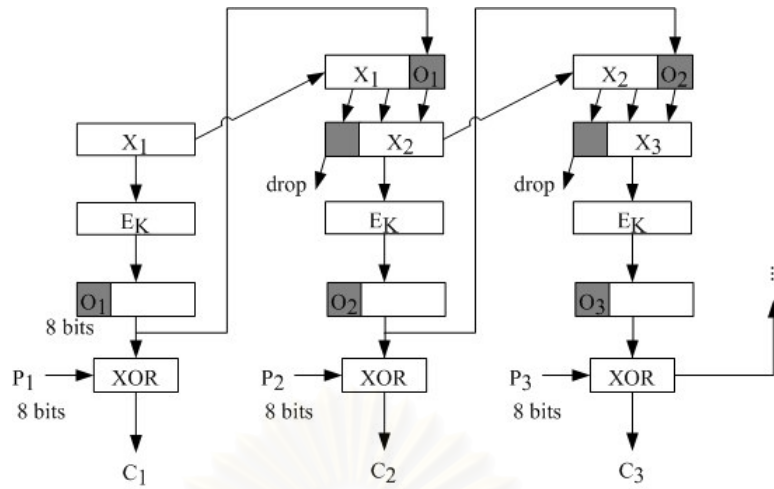 X1 O1 X2 O2
X1 X2 X3
drop drop
EK EK EK
O1 O2 O3
8 bits
...
P1 XOR P2 XOR P3 XOR
8 bits 8 bits 8 bits
C1 C2 C3